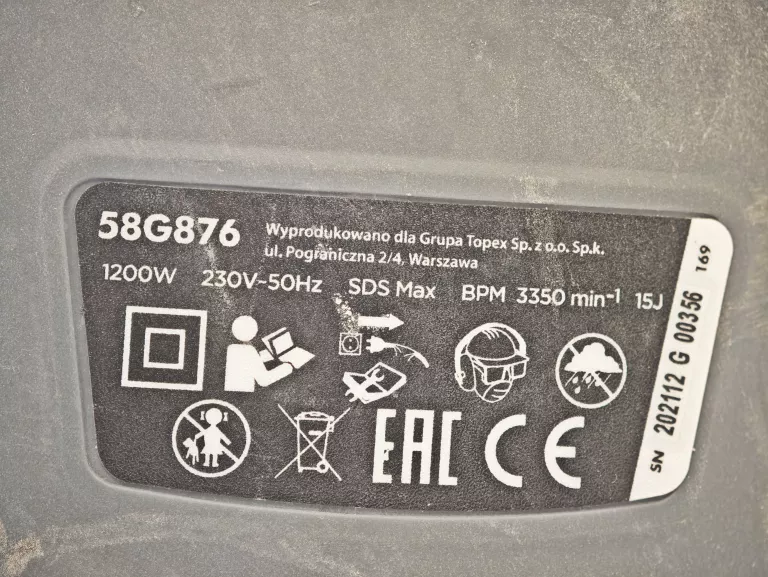 58G876
Wyprodukowano dla Grupa Topex Sp. z o.o. Sp.k.
ul. Pograniczna 2/4, Warszawa
1200W 230V~50Hz SDS Max BPM 3350 min-1 15J
EAC CE
SN 202112 G 00356 169